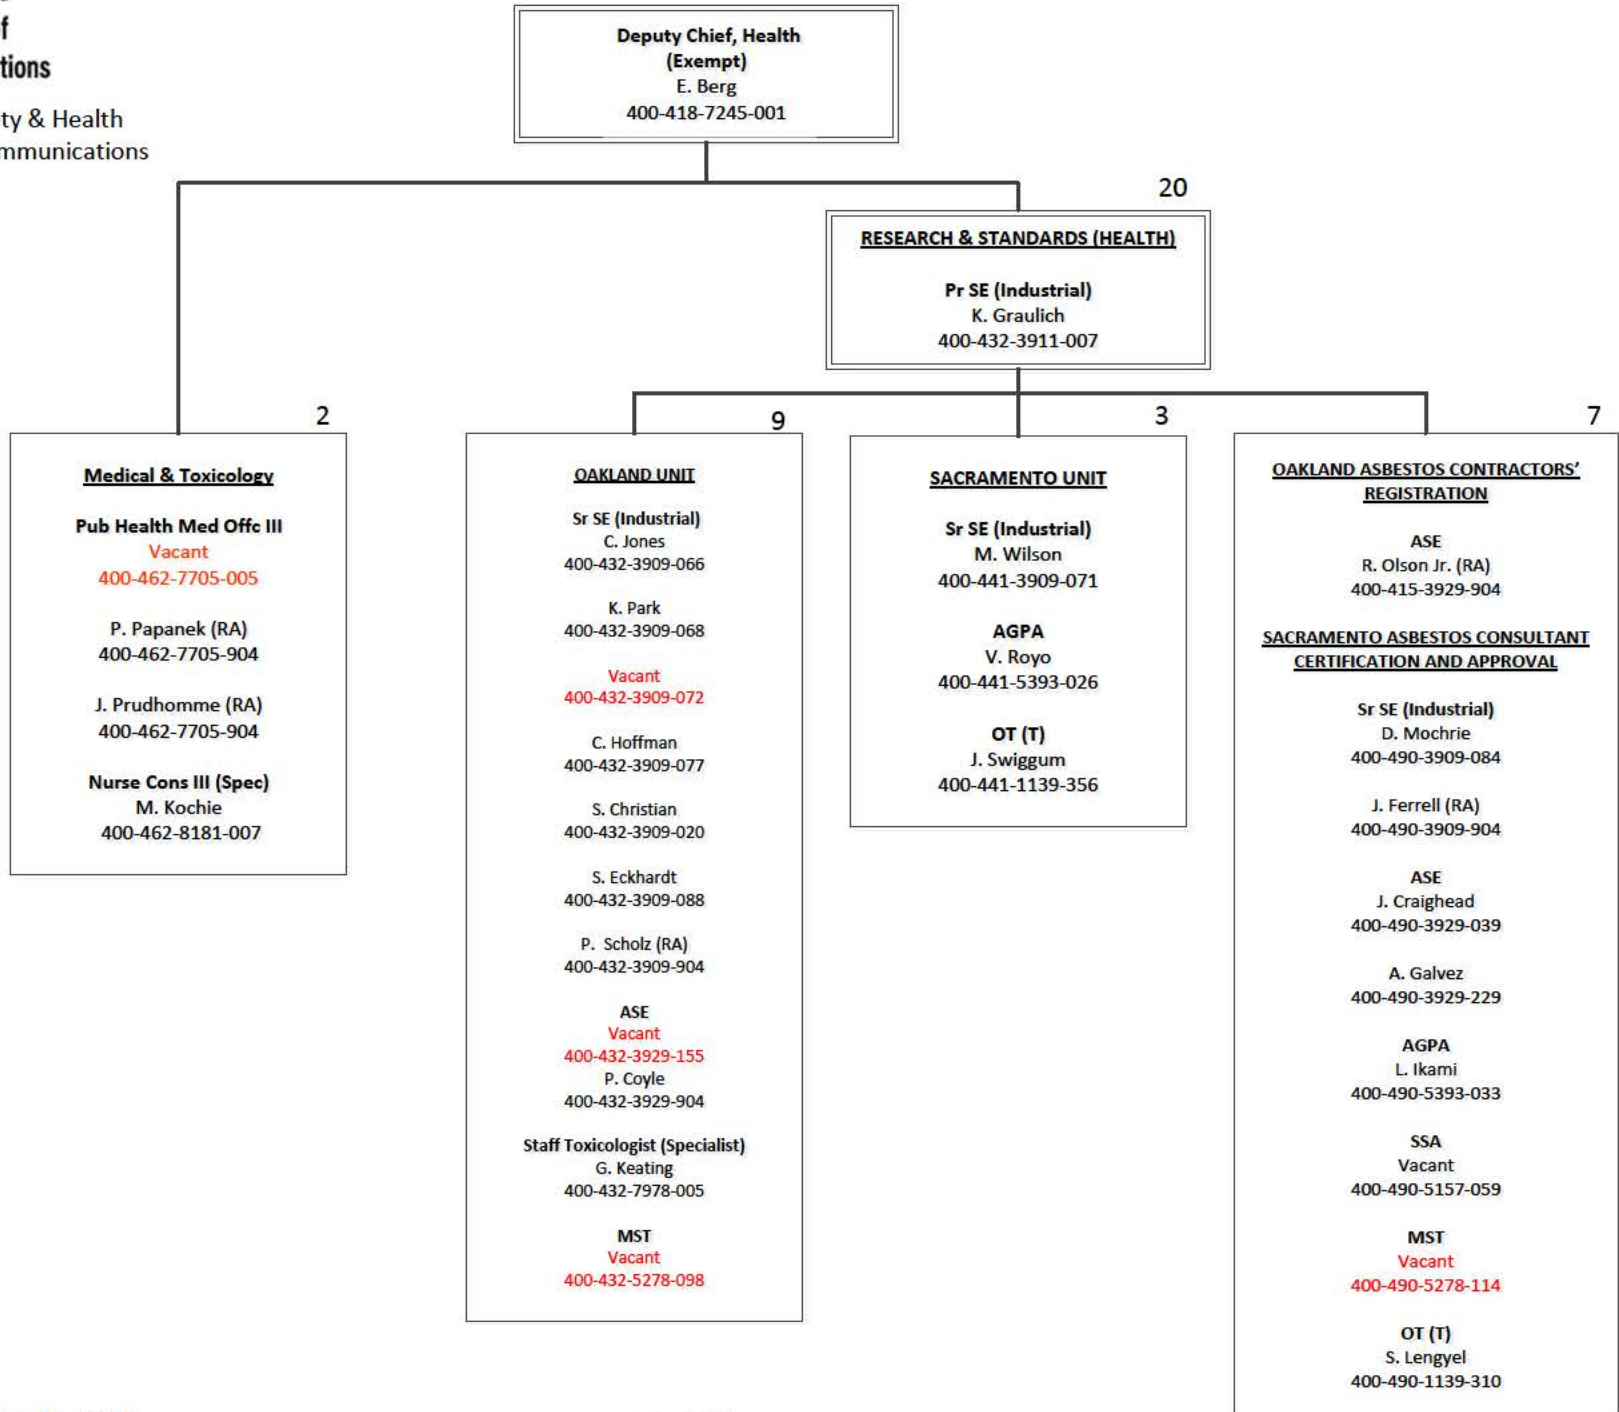 f
tions
ty & Health
mmunications
Deputy Chief, Health
(Exempt)
E. Berg
400-418-7245-001
20
RESEARCH & STANDARDS (HEALTH)
Pr SE (Industrial)
K. Graulich
400-432-3911-007
2
Medical & Toxicology
Pub Health Med Offc III
Vacant
400-462-7705-005
P. Papanek (RA)
400-462-7705-904
J. Prudhomme (RA)
400-462-7705-904
Nurse Cons III (Spec)
M. Kochie
400-462-8181-007
9
OAKLAND UNIT
Sr SE (Industrial)
C. Jones
400-432-3909-066
K. Park
400-432-3909-068
Vacant
400-432-3909-072
C. Hoffman
400-432-3909-077
S. Christian
400-432-3909-020
S. Eckhardt
400-432-3909-088
P. Scholz (RA)
400-432-3909-904
ASE
Vacant
400-432-3929-155
P. Coyle
400-432-3929-904
Staff Toxicologist (Specialist)
G. Keating
400-432-7978-005
MST
Vacant
400-432-5278-098
3
SACRAMENTO UNIT
Sr SE (Industrial)
M. Wilson
400-441-3909-071
AGPA
V. Royo
400-441-5393-026
OT (T)
J. Swiggum
400-441-1139-356
7
OAKLAND ASBESTOS CONTRACTORS’
REGISTRATION
ASE
R. Olson Jr. (RA)
400-415-3929-904
SACRAMENTO ASBESTOS CONSULTANT
CERTIFICATION AND APPROVAL
Sr SE (Industrial)
D. Mochrie
400-490-3909-084
J. Ferrell (RA)
400-490-3909-904
ASE
J. Craighead
400-490-3929-039
A. Galvez
400-490-3929-229
AGPA
L. Ikami
400-490-5393-033
SSA
Vacant
400-490-5157-059
MST
Vacant
400-490-5278-114
OT (T)
S. Lengyel
400-490-1139-310